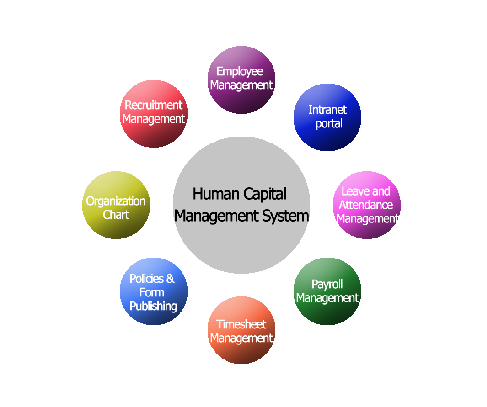 Employee
Management
Recruitment
Management
Intranet
portal
Human Capital
Management System
Organization
Chart
Leave and
Attendance
Management
Policies &
Form
Publishing
Payroll
Management
Timesheet
Management